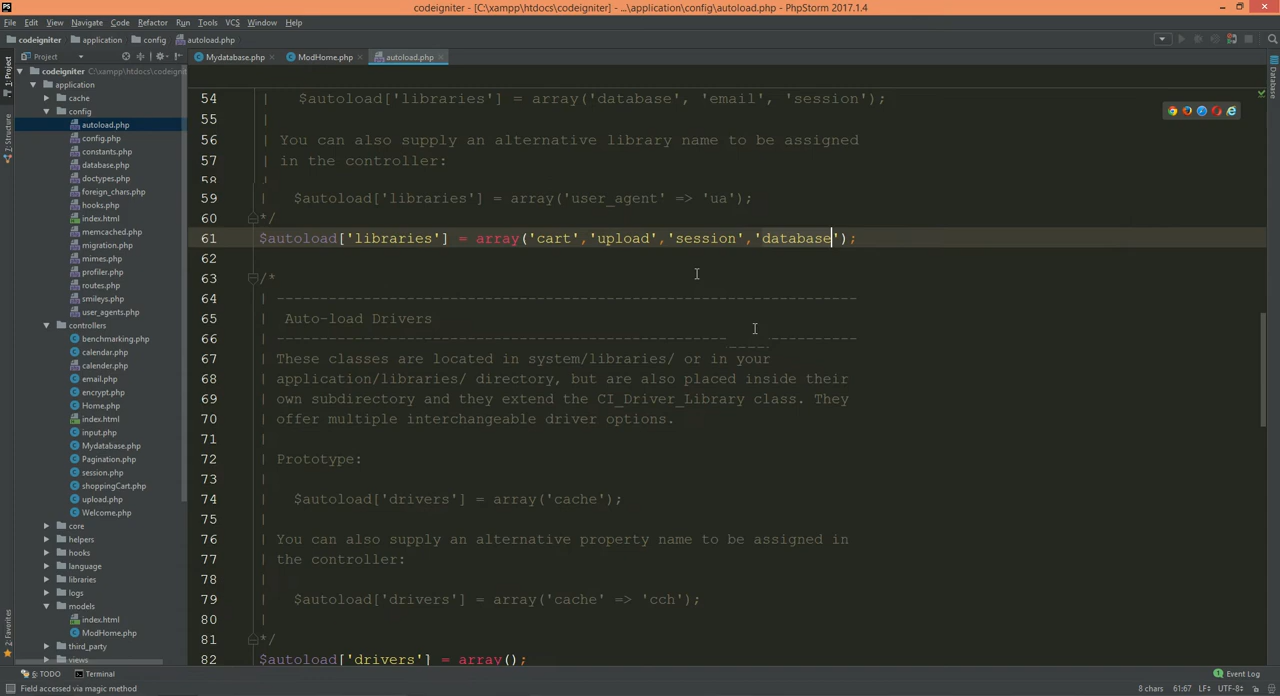 codeigniter - [C:\xampp\htdocs\codeigniter] - ...\application\config\autoload.php - PhpStorm 2017.1.4
File Edit View Navigate Code Refactor Run Tools VCS Window Help
codeigniter application config autoload.php
Project
Mydatabase.php ModHome.php autoload.php
1: Project
Structure
2: Favorites
Database
codeigniter C:\xampp\htdocs\codeignit
application
cache
config
autoload.php
config.php
constants.php
database.php
doctypes.php
foreign_chars.php
hooks.php
index.html
memcached.php
migration.php
mimes.php
profiler.php
routes.php
smileys.php
user_agents.php
controllers
benchmarking.php
calendar.php
calender.php
email.php
encrypt.php
Home.php
index.html
input.php
Mydatabase.php
Pagination.php
session.php
shoppingCart.php
upload.php
Welcome.php
core
helpers
hooks
language
libraries
logs
models
index.html
ModHome.php
third_party
views
54 | $autoload['libraries'] = array('database', 'email', 'session');
55 |
56 | You can also supply an alternative library name to be assigned
57 | in the controller:
58 |
59 | $autoload['libraries'] = array('user_agent' => 'ua');
60 */
61 $autoload['libraries'] = array('cart','upload','session','database');
62
63 /*
64 | -------------------------------------------------------------------
65 | Auto-load Drivers
66 | -------------------------------------------------------------------
67 | These classes are located in system/libraries/ or in your
68 | application/libraries/ directory, but are also placed inside their
69 | own subdirectory and they extend the CI_Driver_Library class. They
70 | offer multiple interchangeable driver options.
71 |
72 | Prototype:
73 |
74 | $autoload['drivers'] = array('cache');
75 |
76 | You can also supply an alternative property name to be assigned in
77 | the controller:
78 |
79 | $autoload['drivers'] = array('cache' => 'cch');
80 |
81 */
82 $autoload['drivers'] = array();
6: TODO Terminal Event Log
Field accessed via magic method 8 chars 61:67 LF÷ UTF-8÷